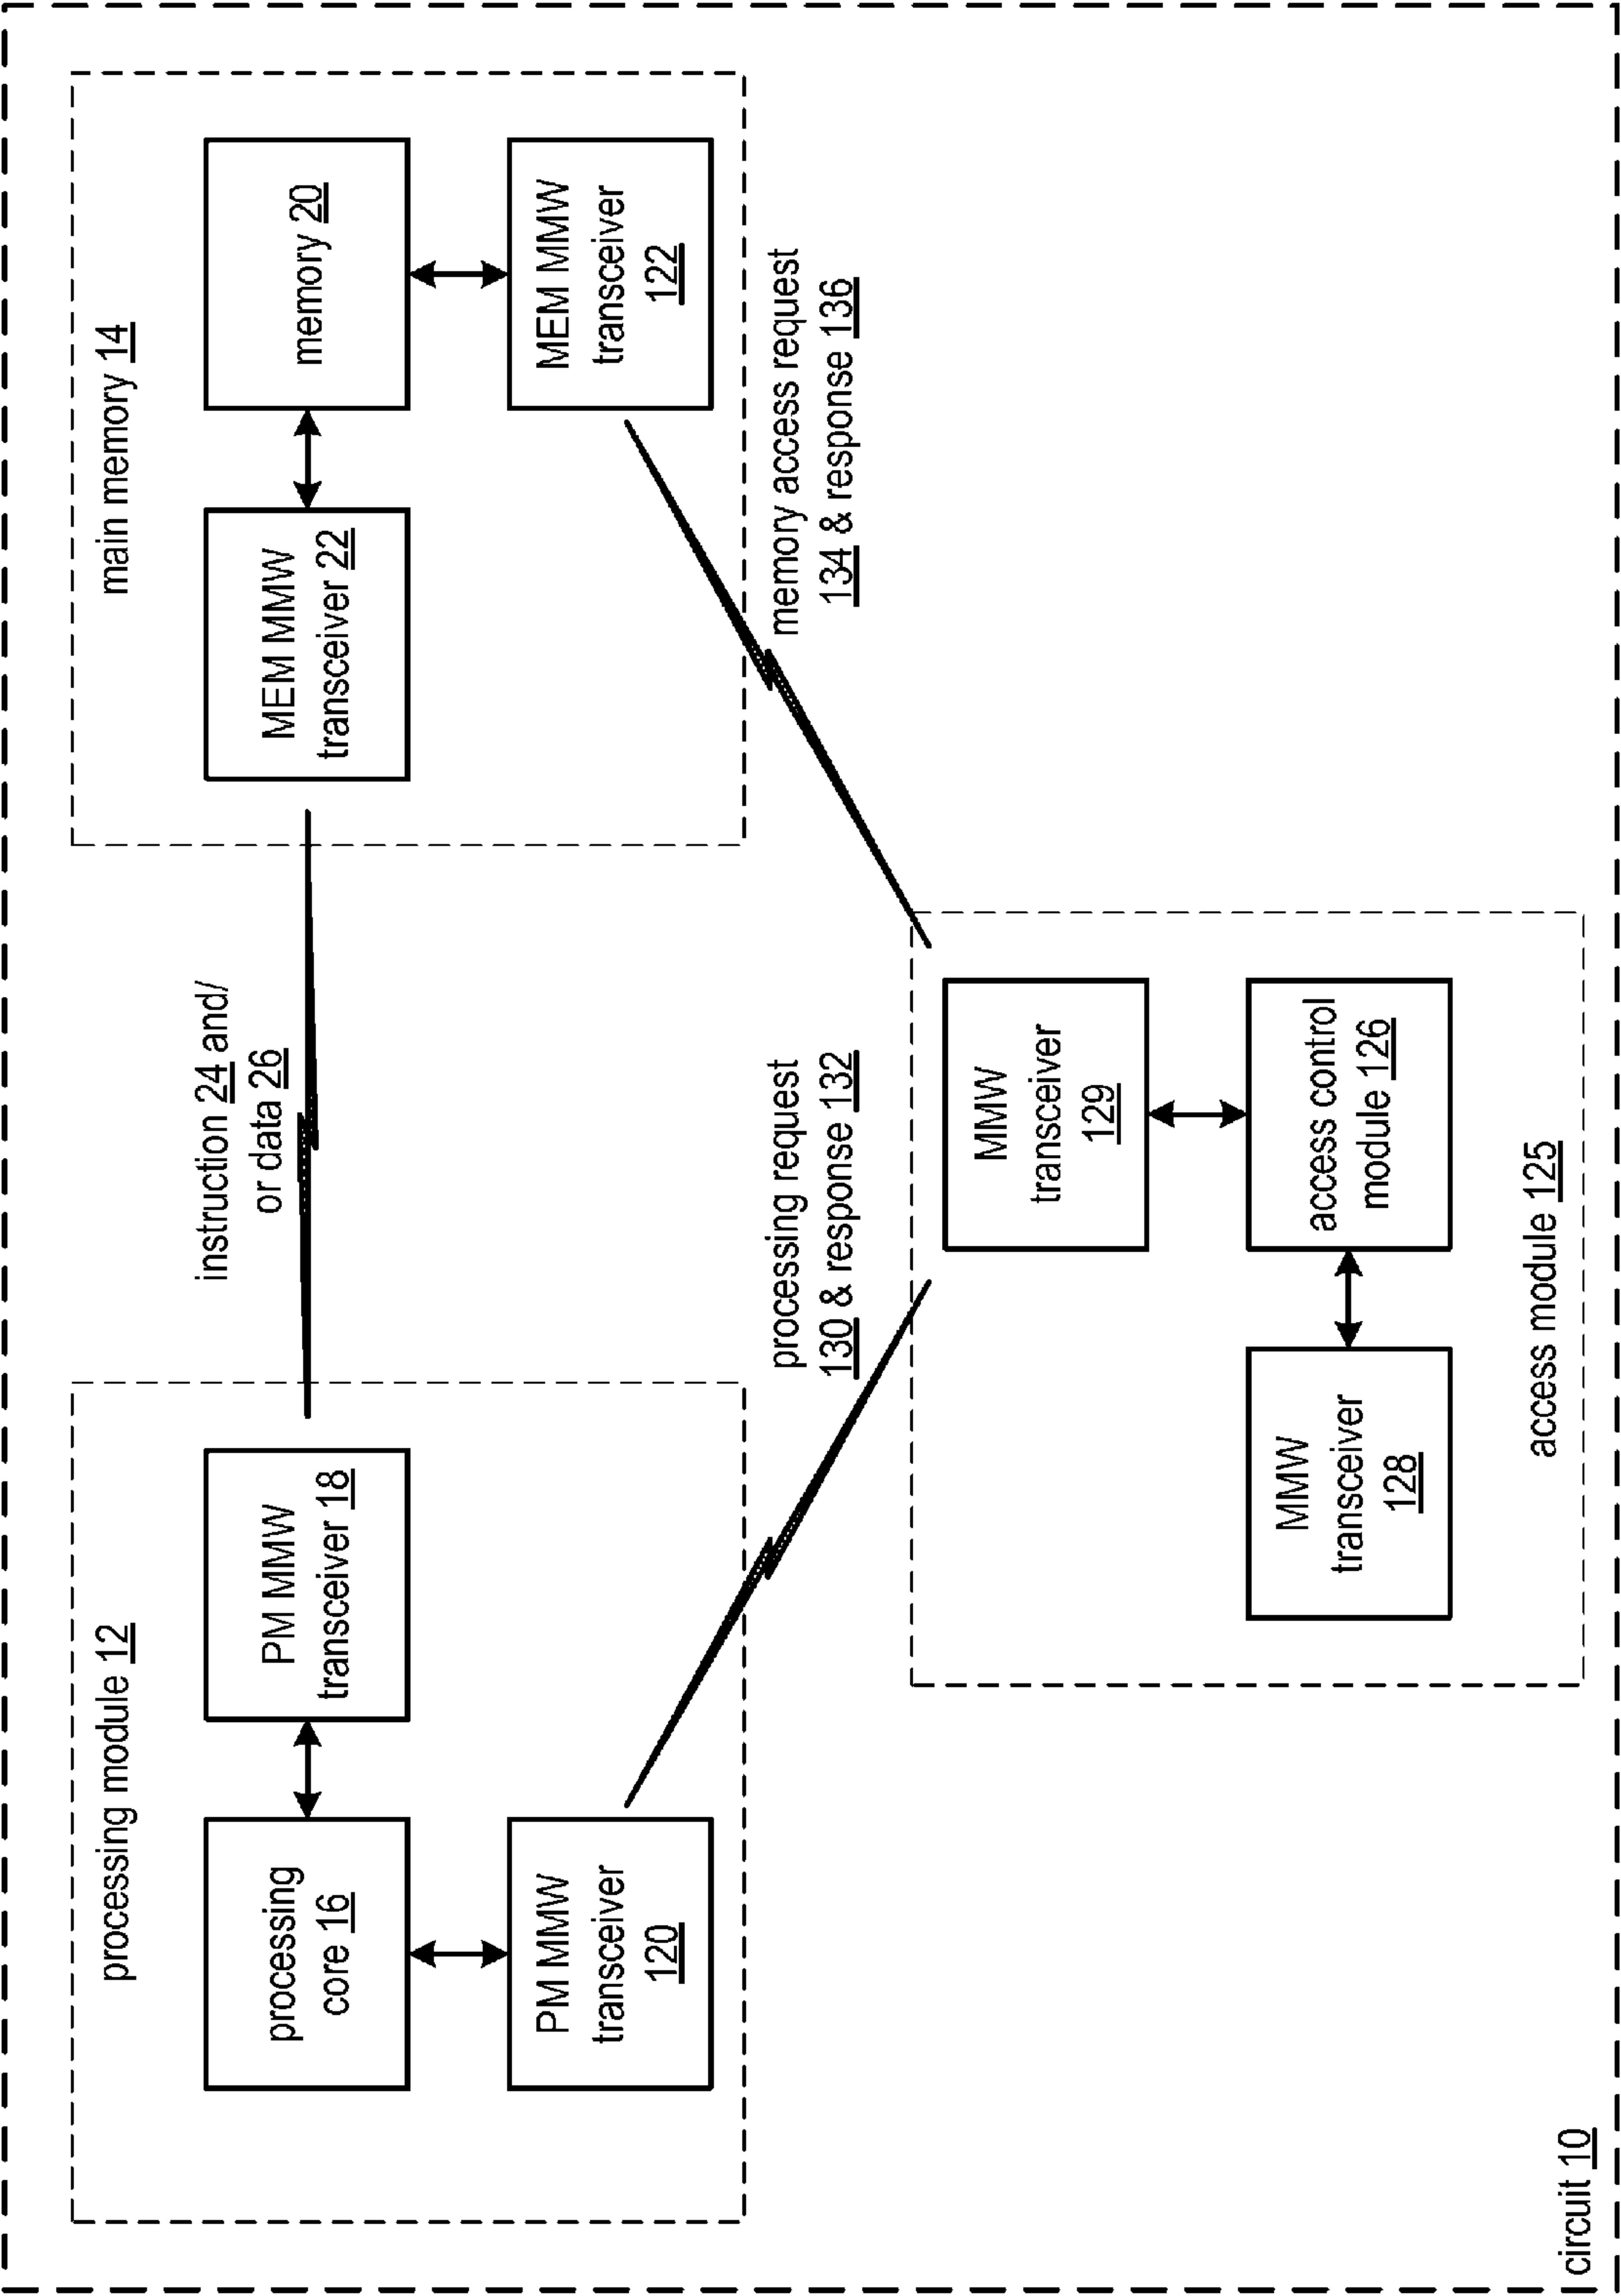 processing module 12
processing
core 16
PM MMW
transceiver 18
PM MMW
transceiver
120
instruction 24 and/
or data 26
main memory 14
MEM MMW
transceiver 22
memory 20
MEM MMW
transceiver
122
processing request
130 & response 132
memory access request
134 & response 136
MMW
transceiver
129
MMW
transceiver
128
access control
module 126
access module 125
circuit 10